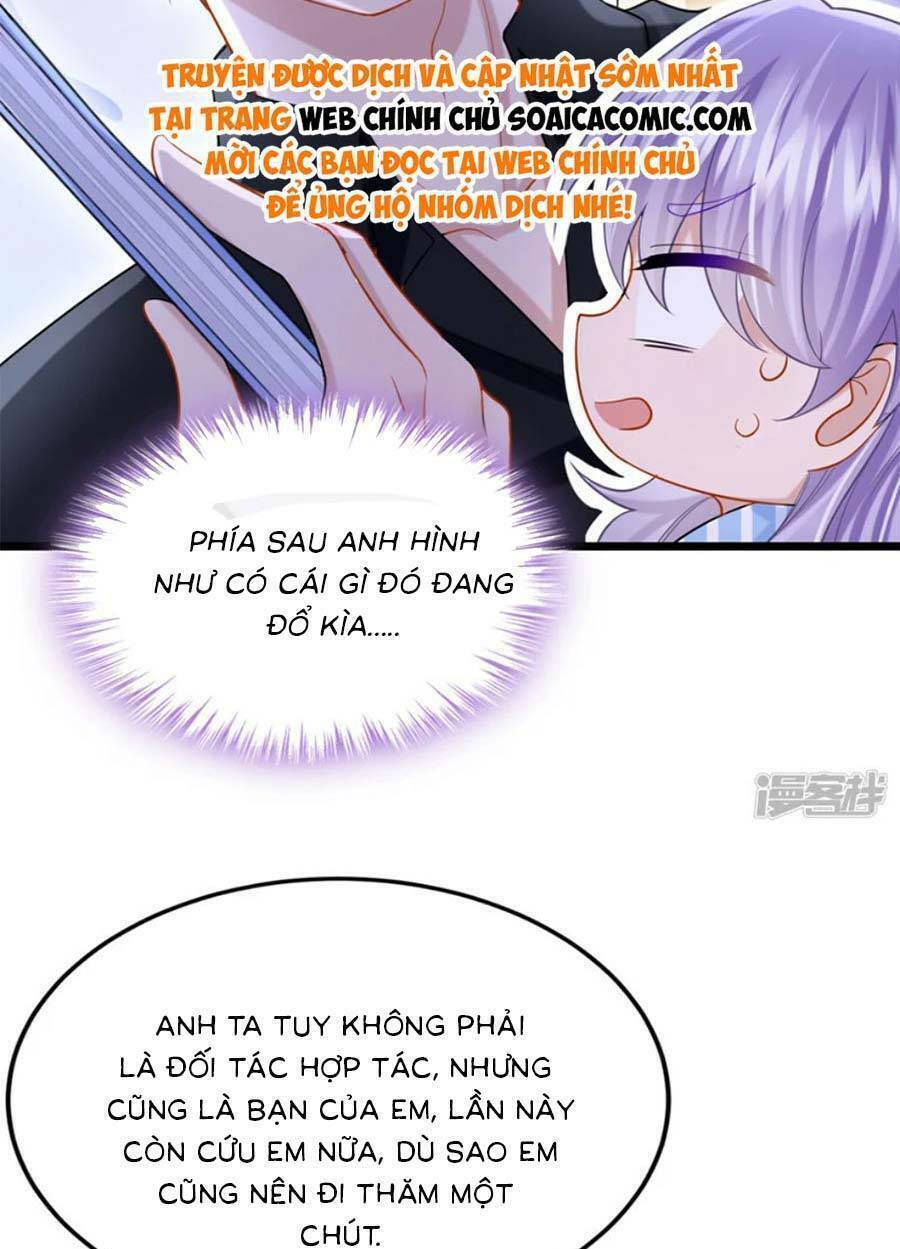 TRUYỆN ĐƯỢC DỊCH VÀ CẬP NHẬT SỚM NHẤT
TẠI TRANG WEB CHÍNH CHỦ SOAICACOMIC.COM
MỜI CÁC BẠN ĐỌC TẠI WEB CHÍNH CHỦ
ĐỂ ỦNG HỘ NHÓM DỊCH NHÉ!
PHÍA SAU ANH HÌNH
NHƯ CÓ CÁI GÌ ĐÓ ĐANG
ĐỔ KÌA.....
漫客栈
ANH TA TUY KHÔNG PHẢI
LÀ ĐỐI TÁC HỢP TÁC, NHƯNG
CŨNG LÀ BẠN CỦA EM, LẦN NÀY
CÒN CỨU EM NỮA, DÙ SAO EM
CŨNG NÊN ĐI THĂM MỘT
CHÚT.